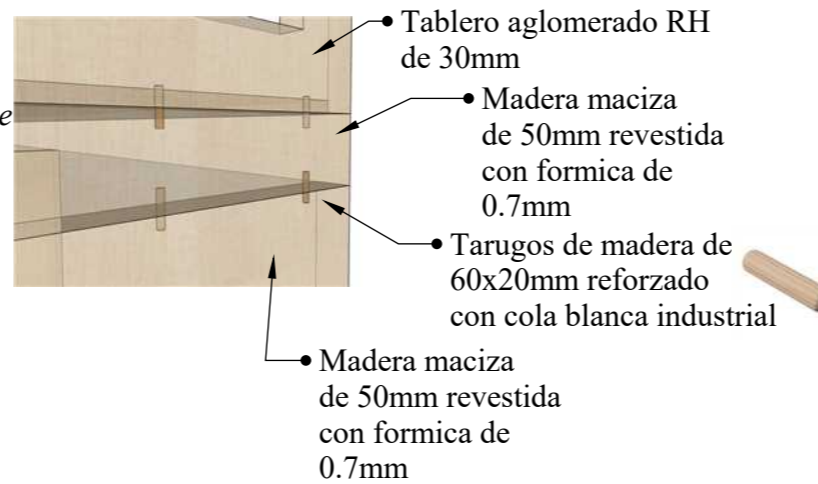 Tablero aglomerado RH
de 30mm
e
Madera maciza
de 50mm revestida
con formica de
0.7mm
Tarugos de madera de
60x20mm reforzado
con cola blanca industrial
Madera maciza
de 50mm revestida
con formica de
0.7mm